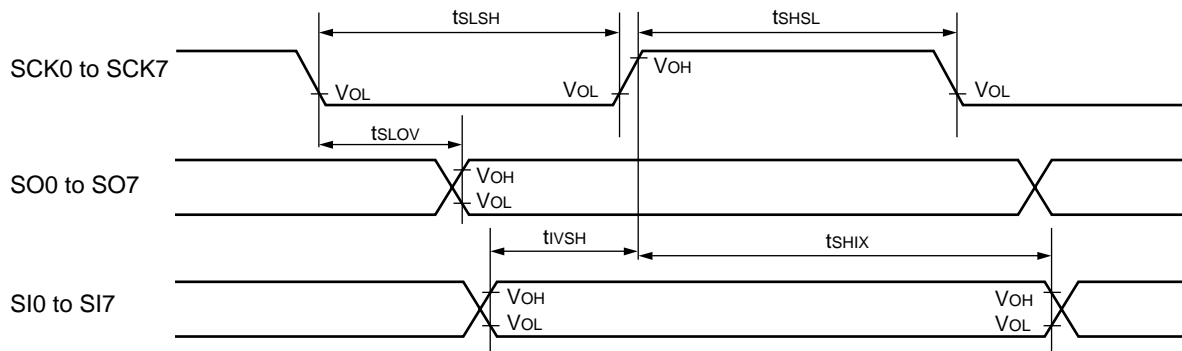 tSLSH tSHSL
SCK0 to SCK7
VOH
VOL VOL VOL
tSLOV
SO0 to SO7
VOH
VOL
tIVSH tSHIX
SI0 to SI7
VOH VOH
VOL VOL